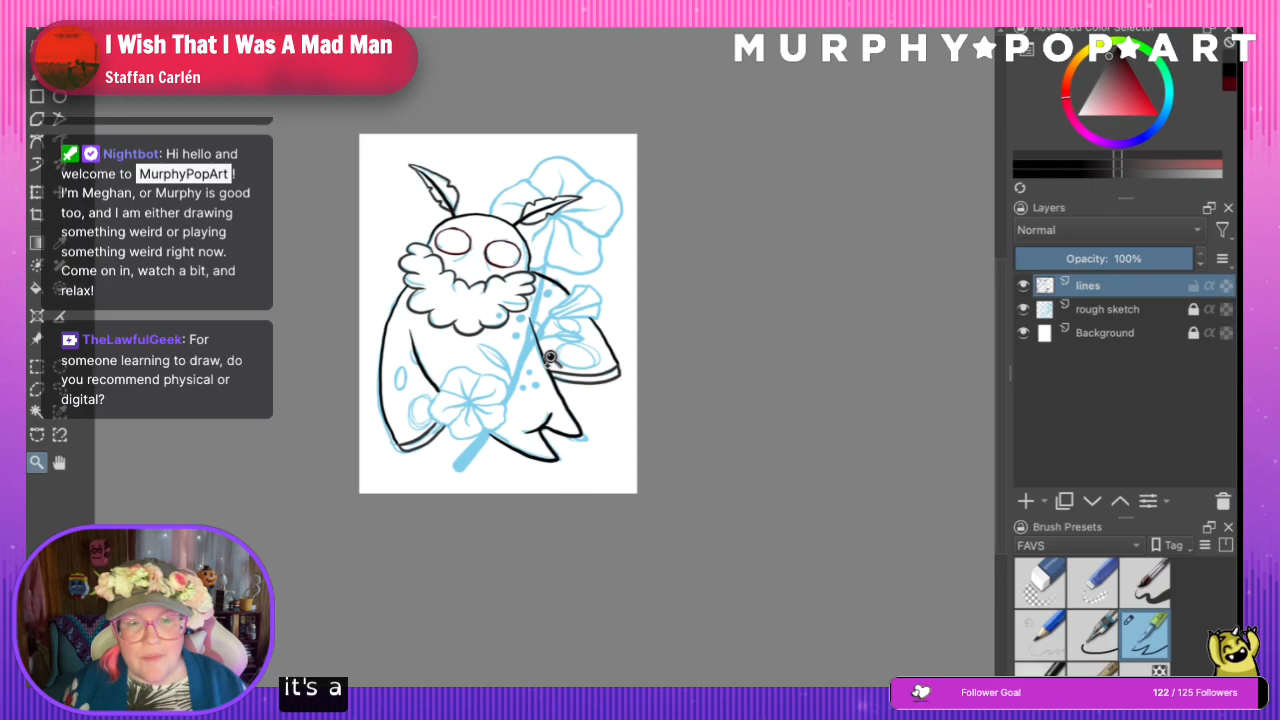 I Wish That I Was A Mad Man
Staffan Carlén
MURPHY★POP★ART
Advanced Color Selector
Nightbot: Hi hello and
welcome to MurphyPopArt!
I'm Meghan, or Murphy is good
too, and I am either drawing
something weird or playing
something weird right now.
Come on in, watch a bit, and
relax!
TheLawfulGeek: For
someone learning to draw, do
you recommend physical or
digital?
Layers
Normal
Opacity: 100%
lines
rough sketch
Background
Brush Presets
FAVS
Tag
it's a
Follower Goal
122 / 125 Followers